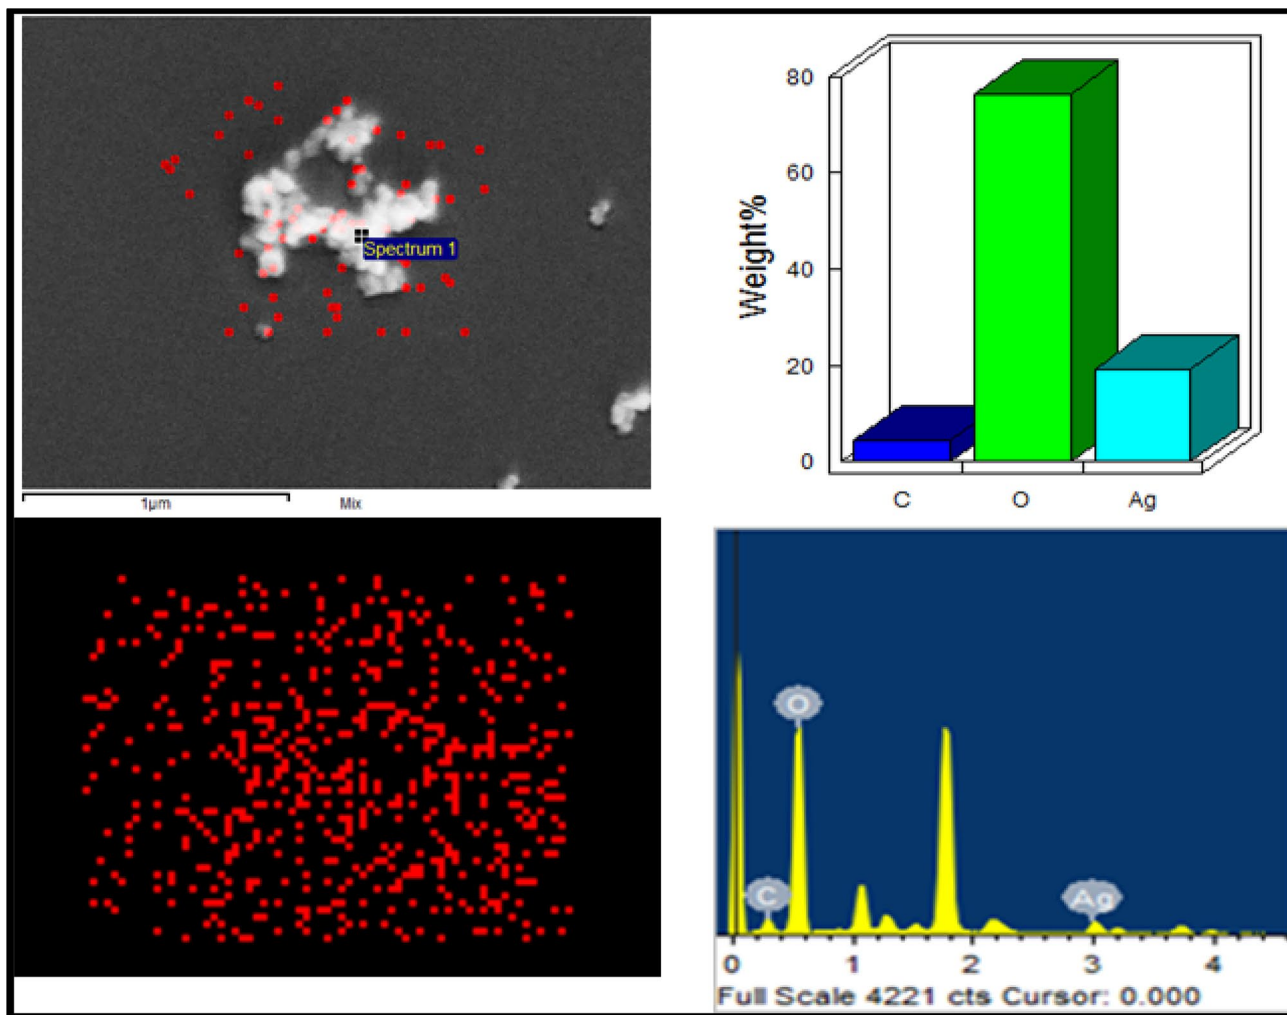 Spectrum 1
1µm
Mix
Weight%
80
60
40
20
0
C
O
Ag
O
C
Ag
0 1 2 3 4
Full Scale 4221 cts Cursor: 0.000